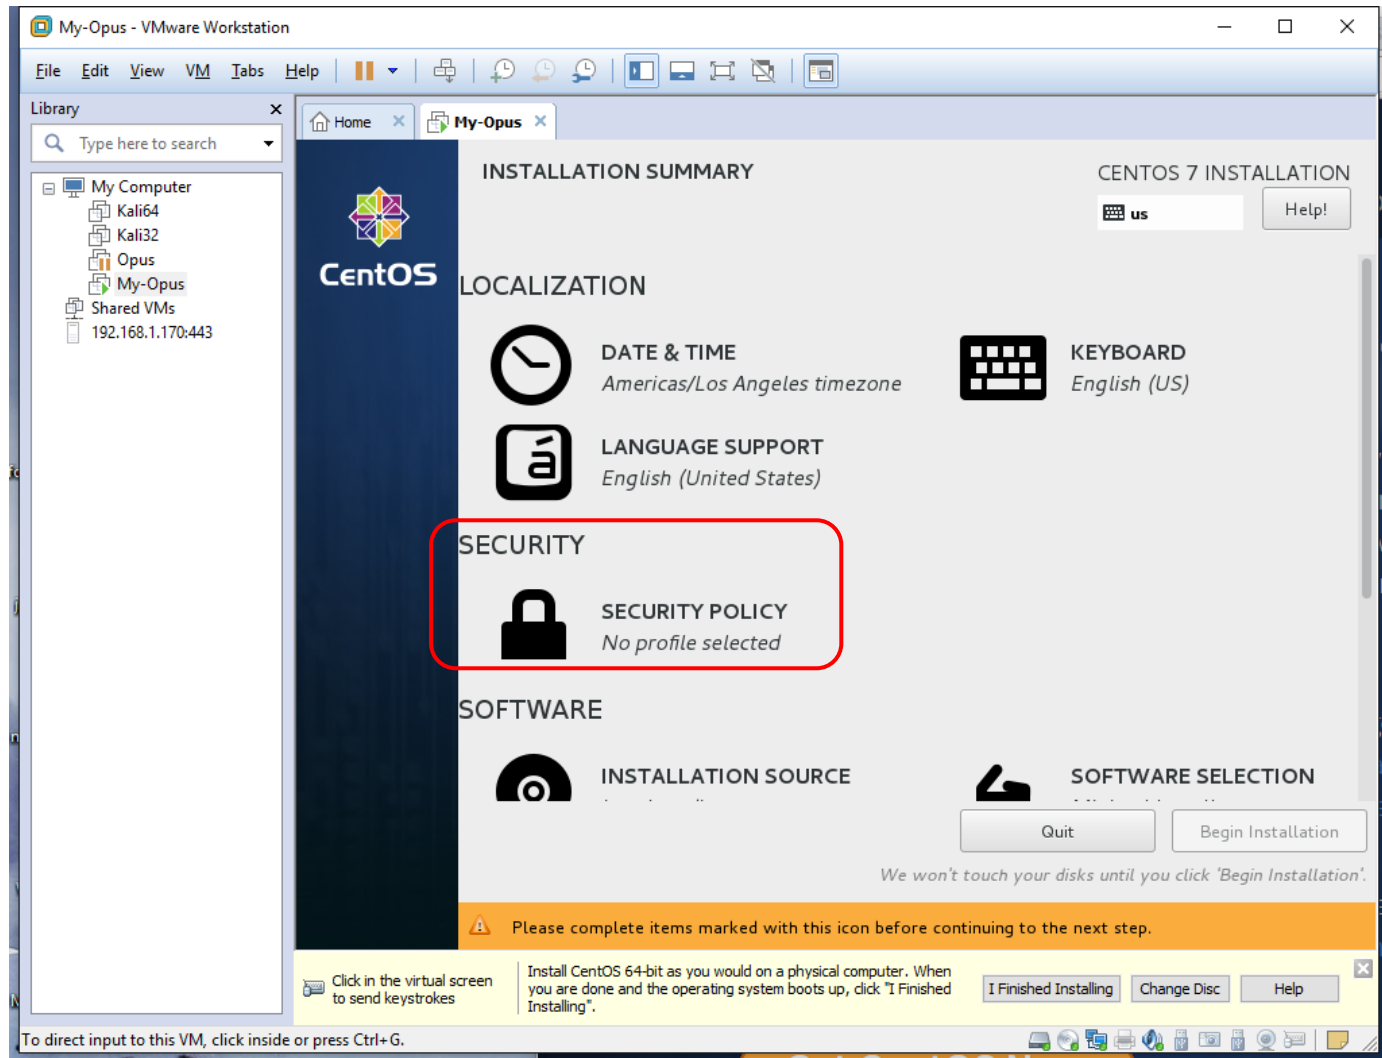 My-Opus - VMware Workstation
File Edit View VM Tabs Help
Library
Type here to search
My Computer
Kali64
Kali32
Opus
My-Opus
Shared VMs
192.168.1.170:443
Home
My-Opus
CentOS
INSTALLATION SUMMARY
CENTOS 7 INSTALLATION
us
Help!
LOCALIZATION
DATE & TIME
Americas/Los Angeles timezone
KEYBOARD
English (US)
á
LANGUAGE SUPPORT
English (United States)
SECURITY
SECURITY POLICY
No profile selected
SOFTWARE
INSTALLATION SOURCE
SOFTWARE SELECTION
Quit
Begin Installation
We won't touch your disks until you click 'Begin Installation'.
Please complete items marked with this icon before continuing to the next step.
Click in the virtual screen
to send keystrokes
Install CentOS 64-bit as you would on a physical computer. When
you are done and the operating system boots up, click "I Finished
Installing".
I Finished Installing
Change Disc
Help
To direct input to this VM, click inside or press Ctrl+G.